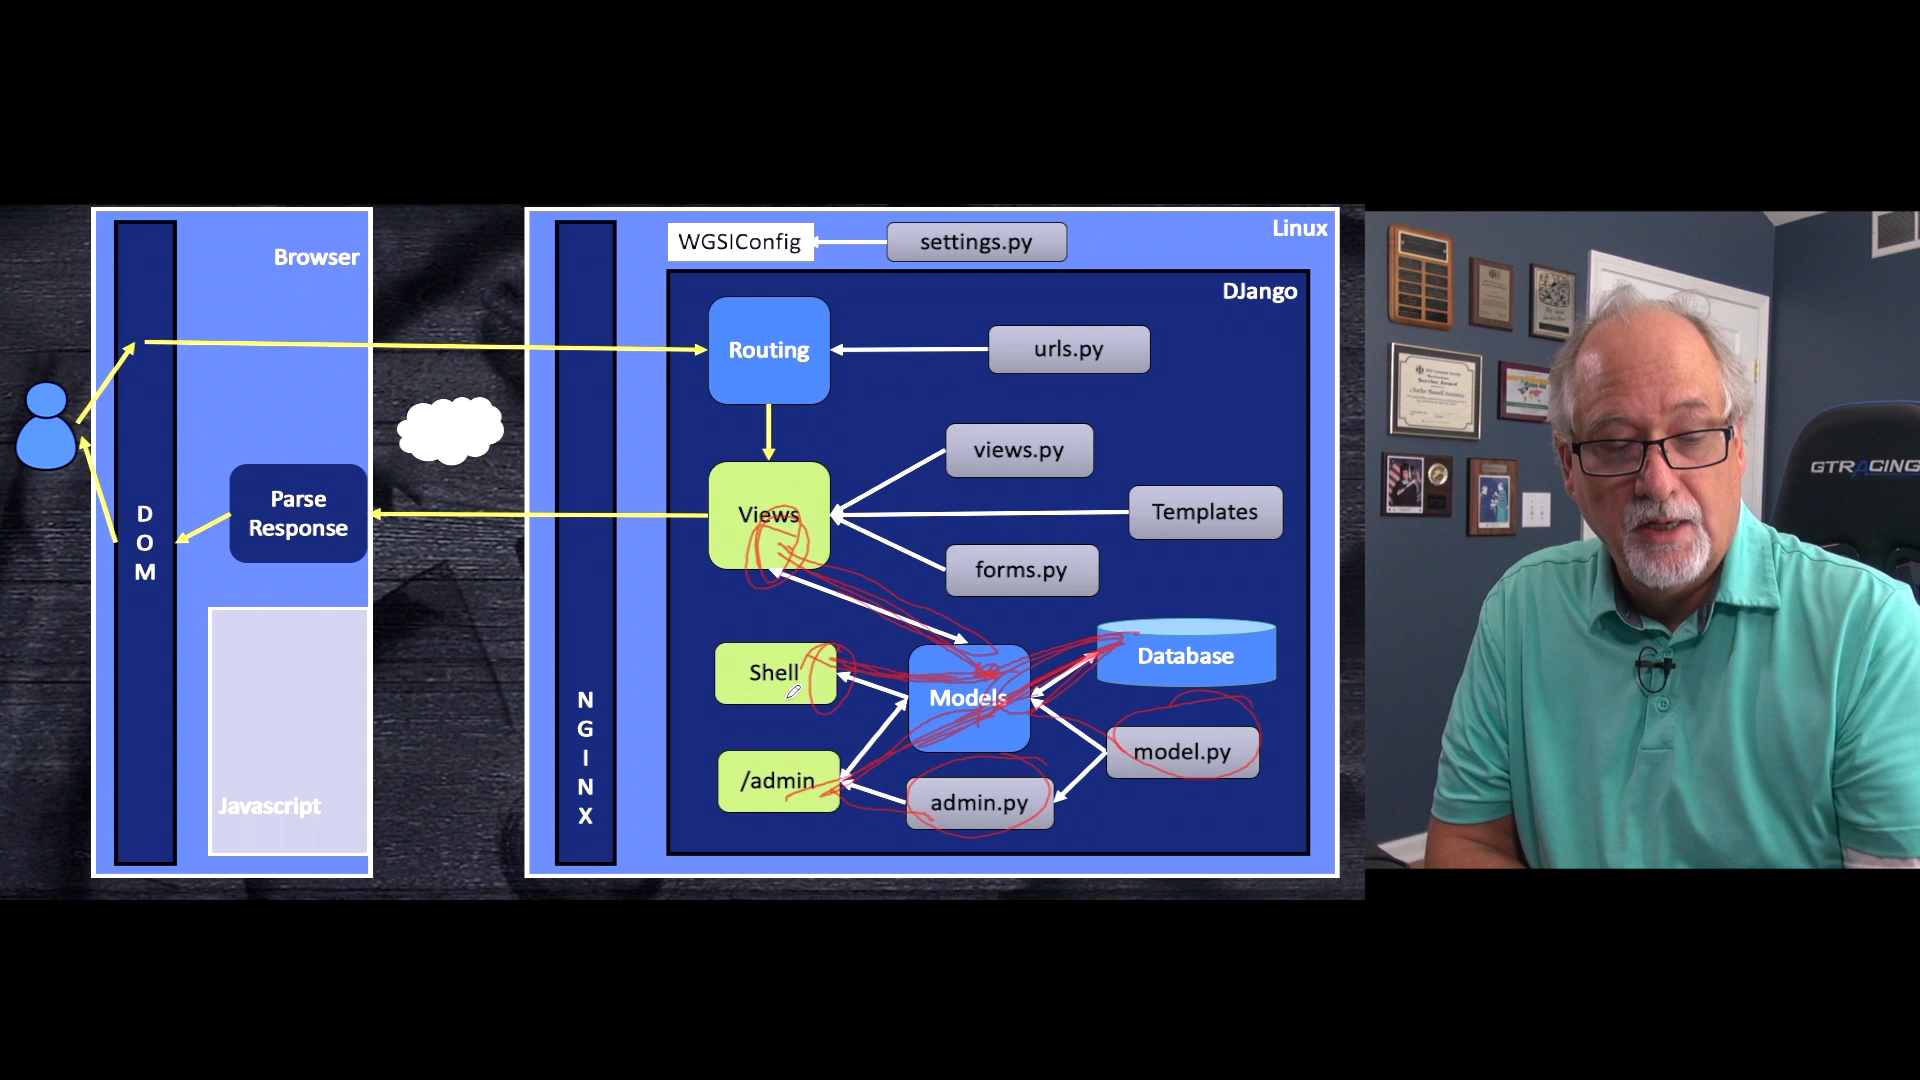 Browser
D
O
M
Parse
Response
Javascript
Linux
WGSIConfig
settings.py
DJango
Routing
urls.py
views.py
Views
Templates
forms.py
Shell
Models
Database
model.py
/admin
admin.py
N
G
I
N
X
GTRACING